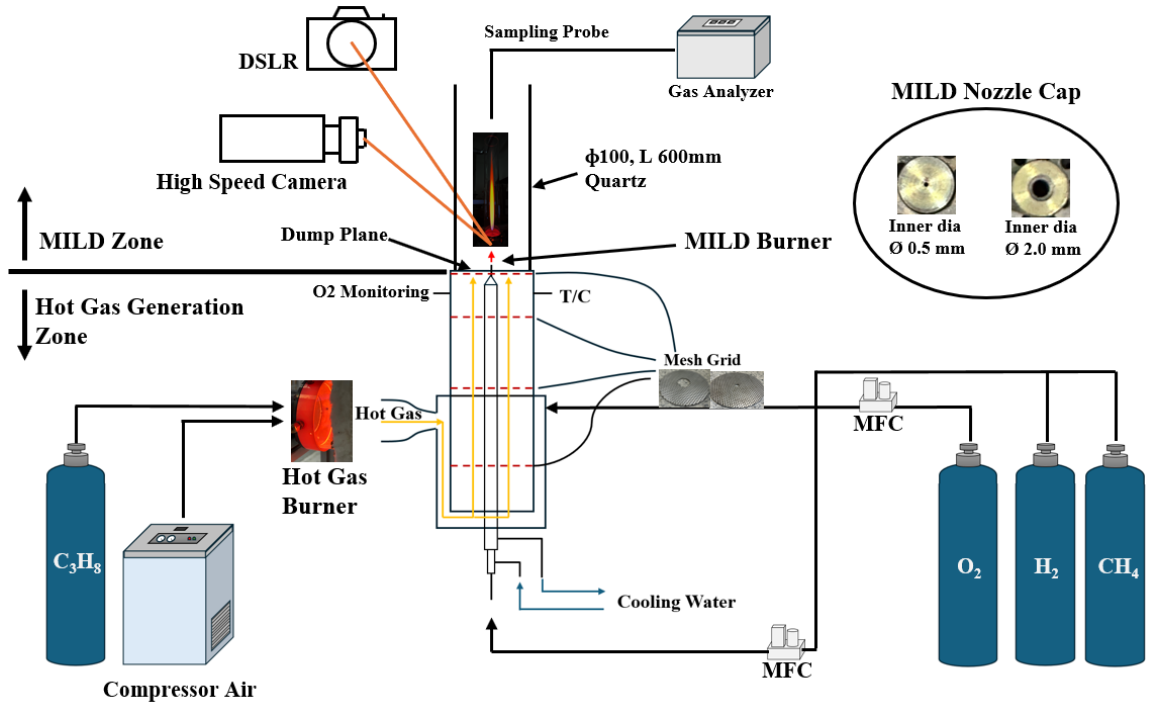 Sampling Probe
DSLR
Gas Analyzer
MILD Nozzle Cap
High Speed Camera
ϕ100, L 600mm
Quartz
Inner dia
Ø 0.5 mm
Inner dia
Ø 2.0 mm
MILD Zone
Dump Plane
MILD Burner
O2 Monitoring
T/C
Hot Gas Generation
Zone
Mesh Grid
Hot Gas
MFC
Hot Gas
Burner
C₃H₈
O₂
H₂
CH₄
Cooling Water
MFC
Compressor Air